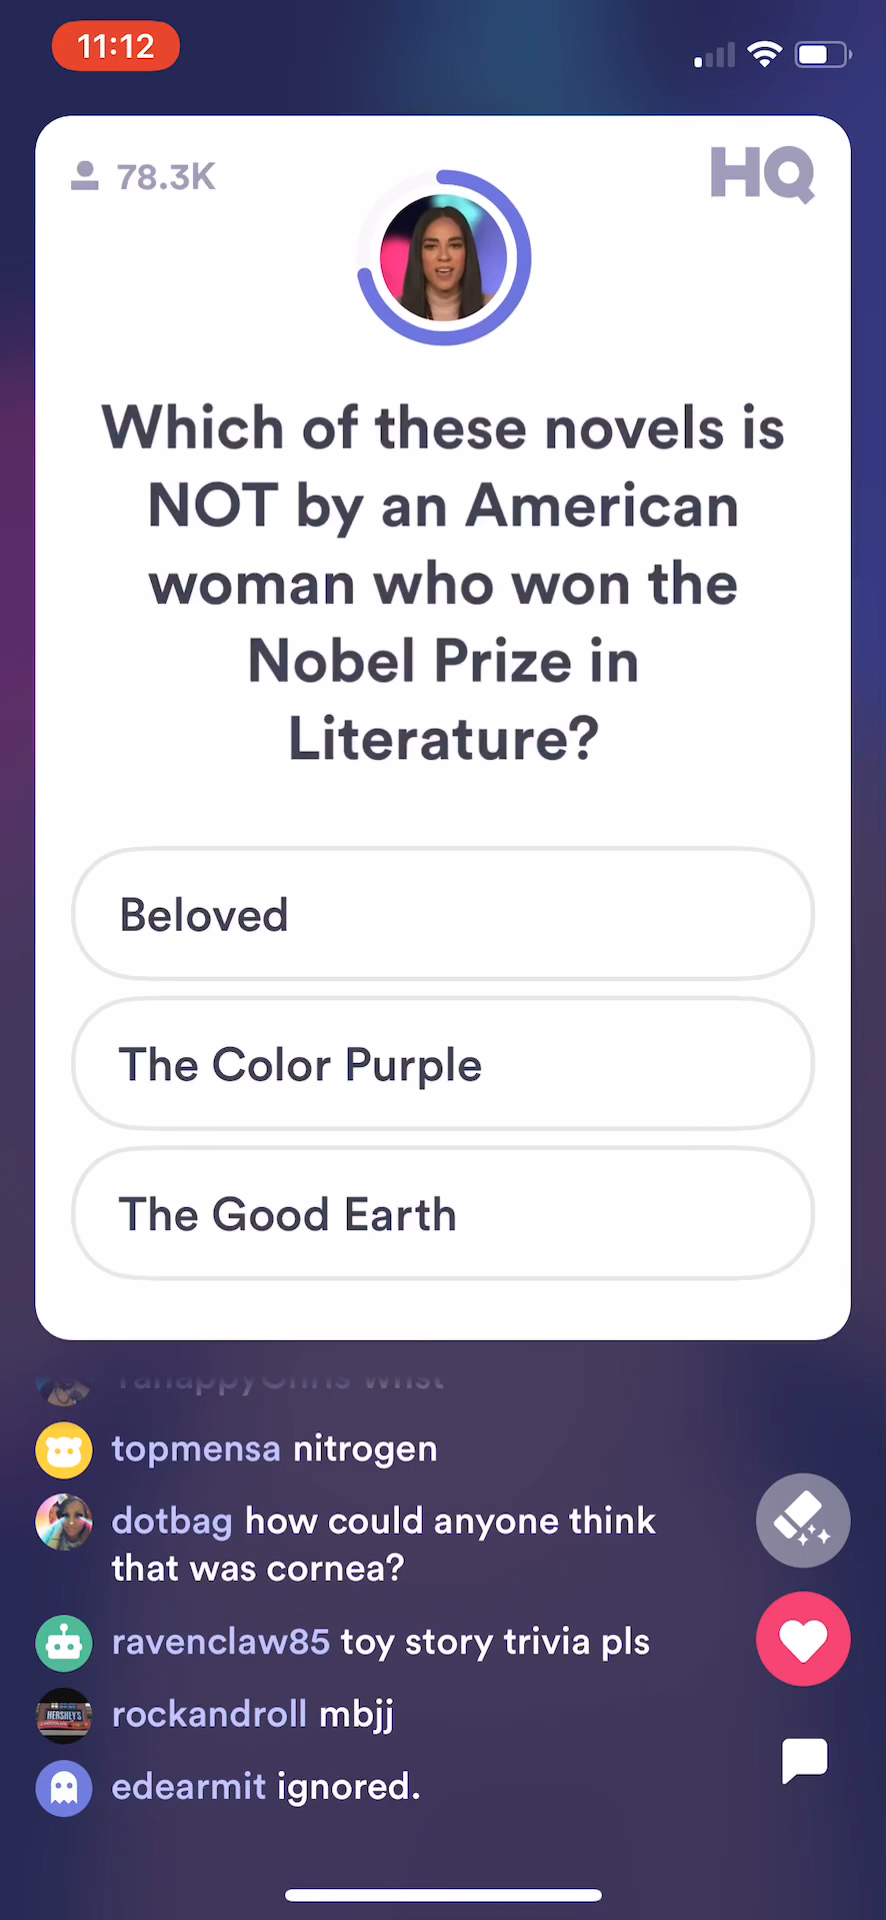 11:12
78.3K
HQ
Which of these novels is
NOT by an American
woman who won the
Nobel Prize in
Literature?
Beloved
The Color Purple
The Good Earth
topmensa nitrogen
dotbag how could anyone think
that was cornea?
ravenclaw85 toy story trivia pls
HERSHEY'S
rockandroll mbjj
edearmit ignored.